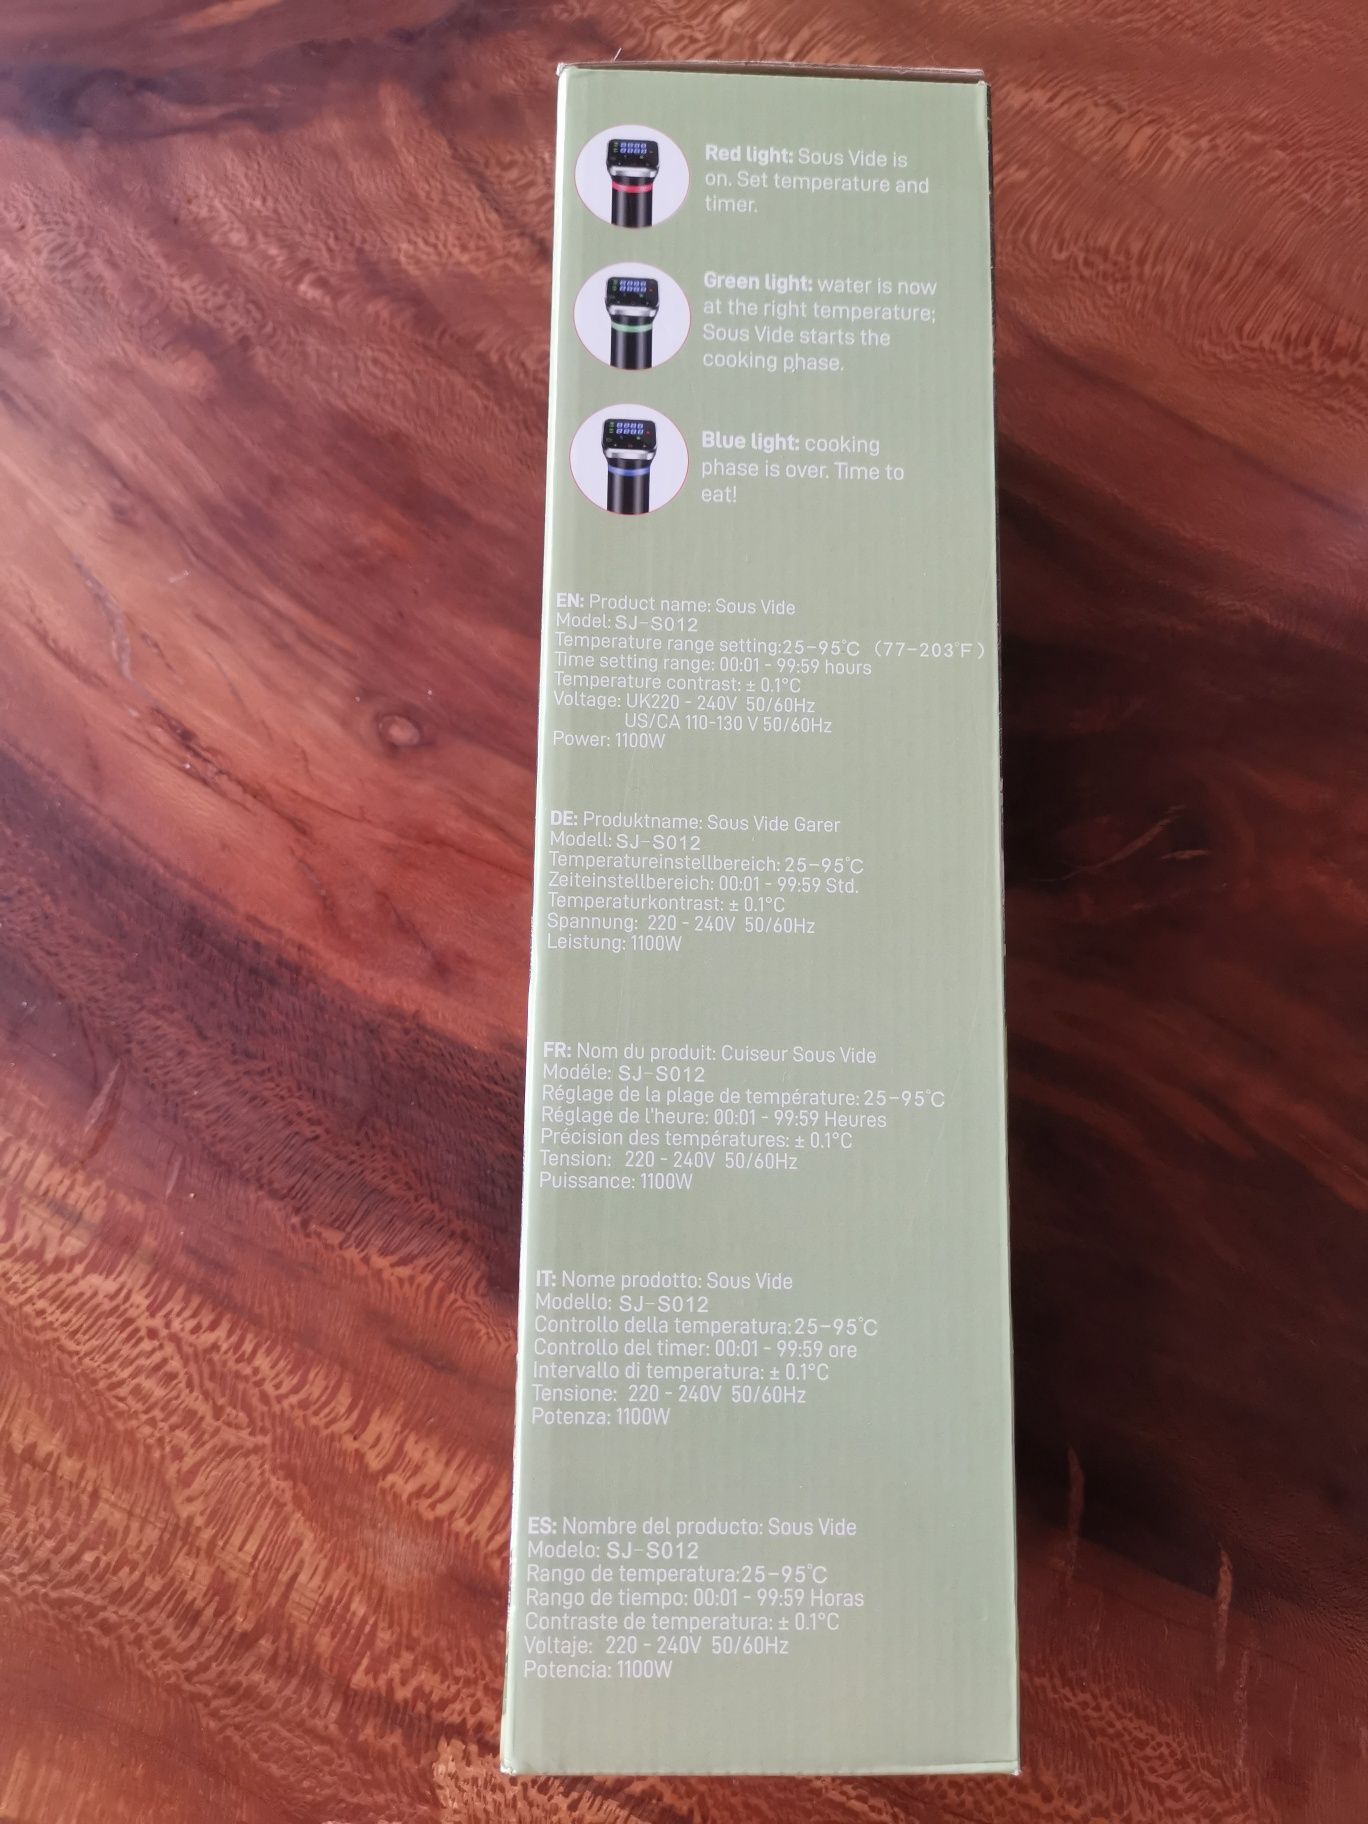 Red light: Sous Vide is
on. Set temperature and
timer.
Green light: water is now
at the right temperature;
Sous Vide starts the
cooking phase.
Blue light: cooking
phase is over. Time to
eat!
EN: Product name: Sous Vide
Model: SJ-S012
Temperature range setting:25-95°C (77-203°F)
Time setting range: 00:01 - 99:59 hours
Temperature contrast: ± 0.1°C
Voltage: UK220 - 240V 50/60Hz
US/CA 110-130 V 50/60Hz
Power: 1100W
DE: Produktname: Sous Vide Garer
Modell: SJ-S012
Temperatureinstellbereich: 25-95°C
Zeiteinstellbereich: 00:01 - 99:59 Std.
Temperaturkontrast: ± 0.1°C
Spannung: 220 - 240V 50/60Hz
Leistung: 1100W
FR: Nom du produit: Cuiseur Sous Vide
Modéle: SJ-S012
Réglage de la plage de température: 25-95°C
Réglage de l'heure: 00:01 - 99:59 Heures
Précision des températures: ± 0.1°C
Tension: 220 - 240V 50/60Hz
Puissance: 1100W
IT: Nome prodotto: Sous Vide
Modello: SJ-S012
Controllo della temperatura:25-95°C
Controllo del timer: 00:01 - 99:59 ore
Intervallo di temperatura: ± 0.1°C
Tensione: 220 - 240V 50/60Hz
Potenza: 1100W
ES: Nombre del producto: Sous Vide
Modelo: SJ-S012
Rango de temperatura:25-95°C
Rango de tiempo: 00:01 - 99:59 Horas
Contraste de temperatura: ± 0.1°C
Voltaje: 220 - 240V 50/60Hz
Potencia: 1100W